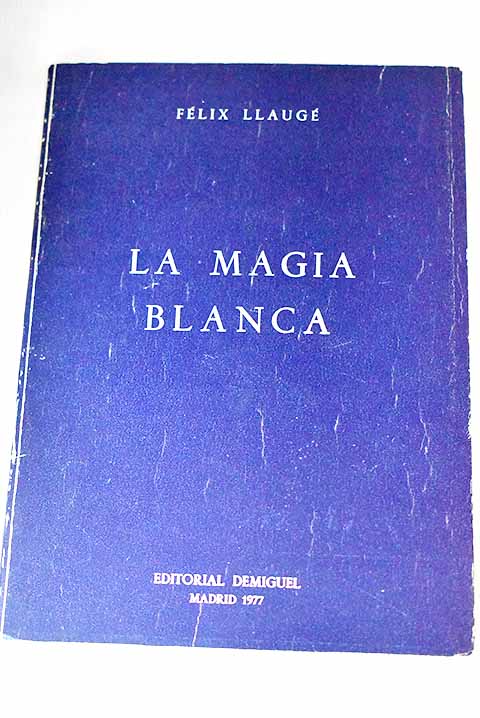 FÉLIX LLAUGÉ
LA MAGIA
BLANCA
EDITORIAL DEMIGUEL
MADRID 1977